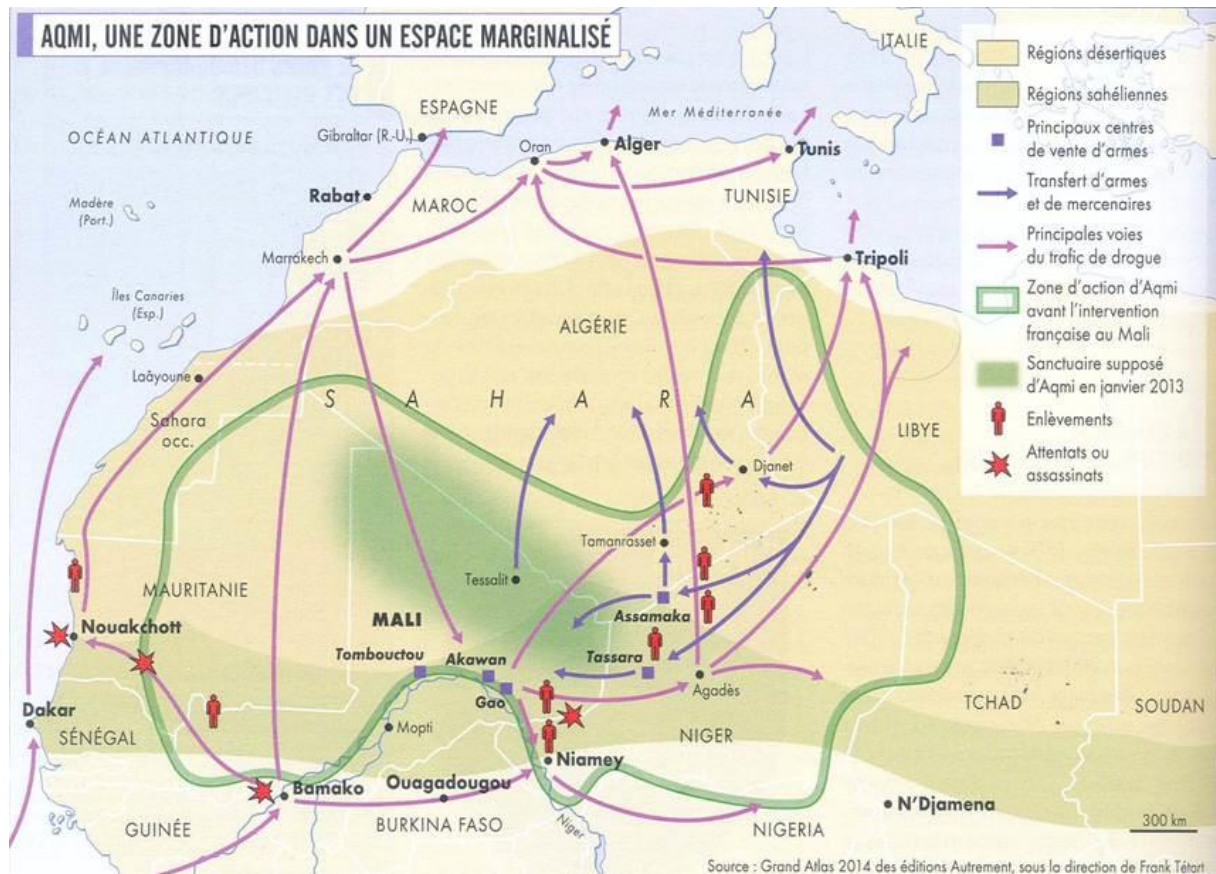 AQMI, UNE ZONE D'ACTION DANS UN ESPACE MARGINALISÉ
ITALIE
ESPAGNE
Mer Méditerranée
OCÉAN ATLANTIQUE
Gibraltar (R.-U.)
Oran
Alger
Tunis
Rabat
MAROC
TUNISIE
Madère
(Port.)
Marrakech
Tripoli
Îles Canaries
(Esp.)
ALGÉRIE
Laâyoune
SAHARA
Sahara
occ.
LIBYE
Djanet
Tamanrasset
Tessalit
MAURITANIE
Assamaka
MALI
Nouakchott
Tombouctou
Akawan
Tassara
Gao
Agadès
TCHAD
SOUDAN
Dakar
Mopti
SÉNÉGAL
NIGER
Niamey
Bamako
Ouagadougou
N'Djamena
GUINÉE
BURKINA FASO
Niger
NIGERIA
300 km
Régions désertiques
Régions sahéliennes
Principaux centres
de vente d'armes
Transfert d'armes
et de mercenaires
Principales voies
du trafic de drogue
Zone d'action d'Aqmi
avant l'intervention
française au Mali
Sanctuaire supposé
d'Aqmi en janvier 2013
Enlèvements
Attentats ou
assassinats
Source : Grand Atlas 2014 des éditions Autrement, sous la direction de Frank Tétart